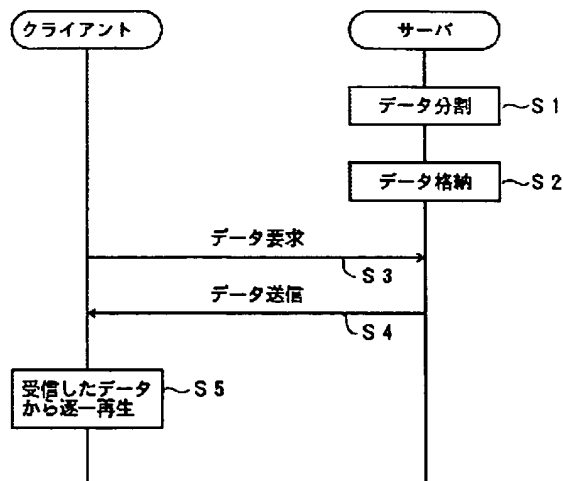 クライアント
サーバ
データ分割
S1
データ格納
S2
データ要求
S3
データ送信
S4
受信したデータ
から逐一再生
S5